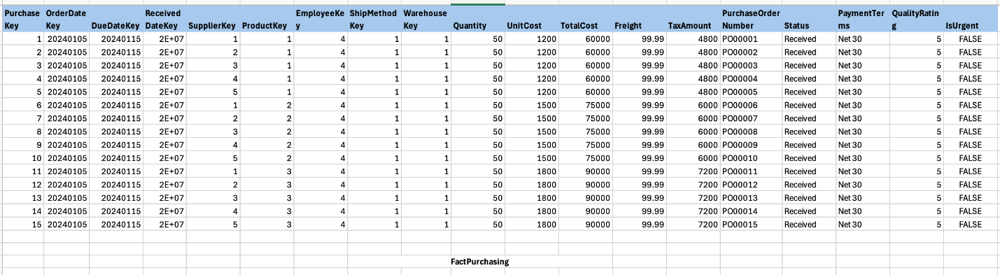 Purchase Key OrderDate Key DueDateKey Received DateKey SupplierKey ProductKey EmployeeKe y ShipMethod Key Warehouse Key Quantity UnitCost TotalCost Freight TaxAmount PurchaseOrder Number Status PaymentTer ms QualityRatin g IsUrgent
1 20240105 20240115 2E+07 1 1 4 1 1 50 1200 60000 99.99 4800 PO00001 Received Net 30 5 FALSE
2 20240105 20240115 2E+07 2 1 4 1 1 50 1200 60000 99.99 4800 PO00002 Received Net 30 5 FALSE
3 20240105 20240115 2E+07 3 1 4 1 1 50 1200 60000 99.99 4800 PO00003 Received Net 30 5 FALSE
4 20240105 20240115 2E+07 4 1 4 1 1 50 1200 60000 99.99 4800 PO00004 Received Net 30 5 FALSE
5 20240105 20240115 2E+07 5 1 4 1 1 50 1200 60000 99.99 4800 PO00005 Received Net 30 5 FALSE
6 20240105 20240115 2E+07 1 2 4 1 1 50 1500 75000 99.99 6000 PO00006 Received Net 30 5 FALSE
7 20240105 20240115 2E+07 2 2 4 1 1 50 1500 75000 99.99 6000 PO00007 Received Net 30 5 FALSE
8 20240105 20240115 2E+07 3 2 4 1 1 50 1500 75000 99.99 6000 PO00008 Received Net 30 5 FALSE
9 20240105 20240115 2E+07 4 2 4 1 1 50 1500 75000 99.99 6000 PO00009 Received Net 30 5 FALSE
10 20240105 20240115 2E+07 5 2 4 1 1 50 1500 75000 99.99 6000 PO00010 Received Net 30 5 FALSE
11 20240105 20240115 2E+07 1 3 4 1 1 50 1800 90000 99.99 7200 PO00011 Received Net 30 5 FALSE
12 20240105 20240115 2E+07 2 3 4 1 1 50 1800 90000 99.99 7200 PO00012 Received Net 30 5 FALSE
13 20240105 20240115 2E+07 3 3 4 1 1 50 1800 90000 99.99 7200 PO00013 Received Net 30 5 FALSE
14 20240105 20240115 2E+07 4 3 4 1 1 50 1800 90000 99.99 7200 PO00014 Received Net 30 5 FALSE
15 20240105 20240115 2E+07 5 3 4 1 1 50 1800 90000 99.99 7200 PO00015 Received Net 30 5 FALSE
FactPurchasing